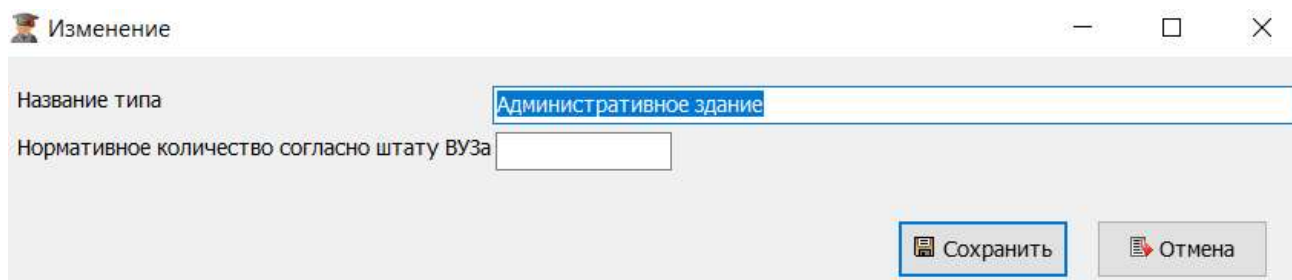 Изменение
Название типа
Административное здание
Нормативное количество согласно штату ВУЗа
Сохранить
Отмена